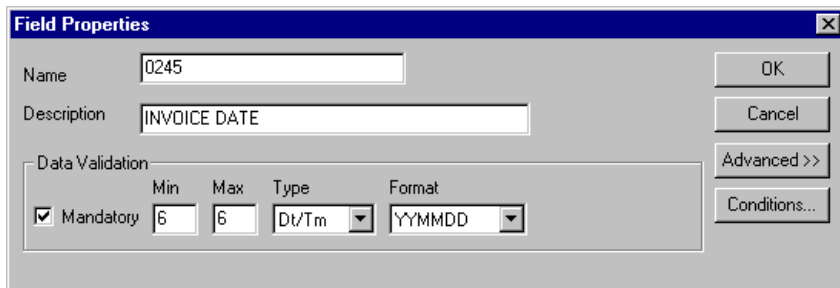 Field Properties
Name 0245 OK
Description INVOICE DATE Cancel
Data Validation Advanced >>
Min Max Type Format
Mandatory 6 6 Dt/Tm YYMMDD Conditions...